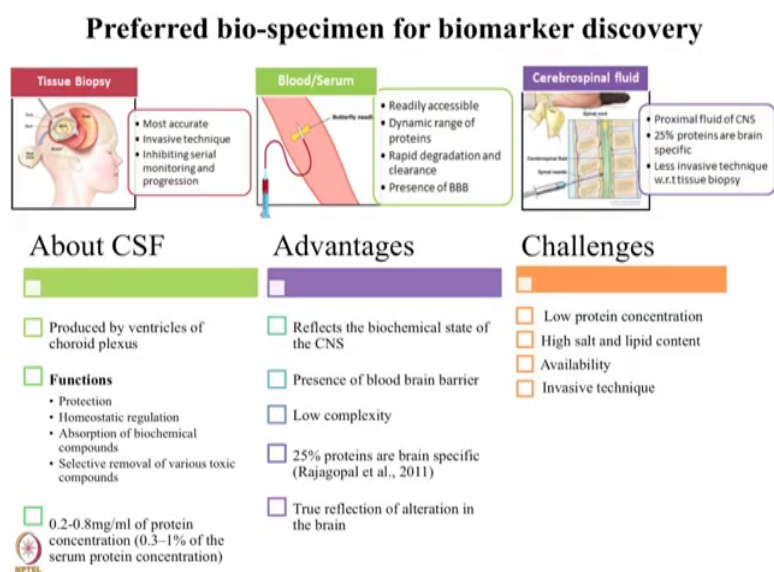 Preferred bio-specimen for biomarker discovery
Tissue Biopsy
• Most accurate
• Invasive technique
• Inhibiting serial
monitoring and
progression
Blood/Serum
Butterfly needl
• Readily accessible
• Dynamic range of
proteins
• Rapid degradation and
clearance
• Presence of BBB
Cerebrospinal fluid
Spinal cord
Cerebrospinal fluid
Spinal needle
• Proximal fluid of CNS
• 25% proteins are brain
specific
• Less invasive technique
w.r.t tissue biopsy
About CSF
Produced by ventricles of
choroid plexus
Functions
• Protection
• Homeostatic regulation
• Absorption of biochemical
compounds
• Selective removal of various toxic
compounds
0.2-0.8mg/ml of protein
concentration (0.3–1% of the
serum protein concentration)
Advantages
Reflects the biochemical state of
the CNS
Presence of blood brain barrier
Low complexity
25% proteins are brain specific
(Rajagopal et al., 2011)
True reflection of alteration in
the brain
Challenges
Low protein concentration
High salt and lipid content
Availability
Invasive technique
NPTEL